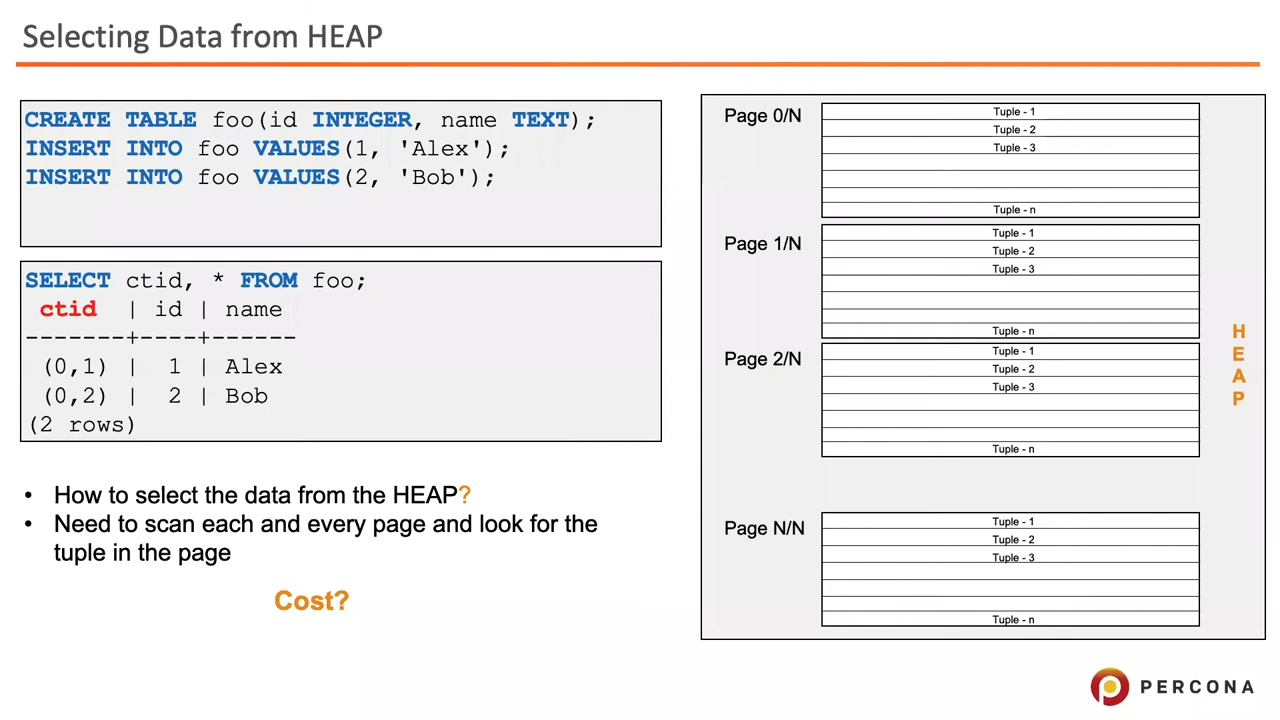 Selecting Data from HEAP
CREATE TABLE foo(id INTEGER, name TEXT);
INSERT INTO foo VALUES(1, 'Alex');
INSERT INTO foo VALUES(2, 'Bob');
SELECT ctid, * FROM foo;
ctid | id | name
-------+----+------
(0,1) | 1 | Alex
(0,2) | 2 | Bob
(2 rows)
• How to select the data from the HEAP?
• Need to scan each and every page and look for the
tuple in the page
Cost?
Page 0/N
Tuple - 1
Tuple - 2
Tuple - 3
Tuple - n
Page 1/N
Tuple - 1
Tuple - 2
Tuple - 3
Tuple - n
Page 2/N
Tuple - 1
Tuple - 2
Tuple - 3
Tuple - n
Page N/N
Tuple - 1
Tuple - 2
Tuple - 3
Tuple - n
H
E
A
P
PERCONA